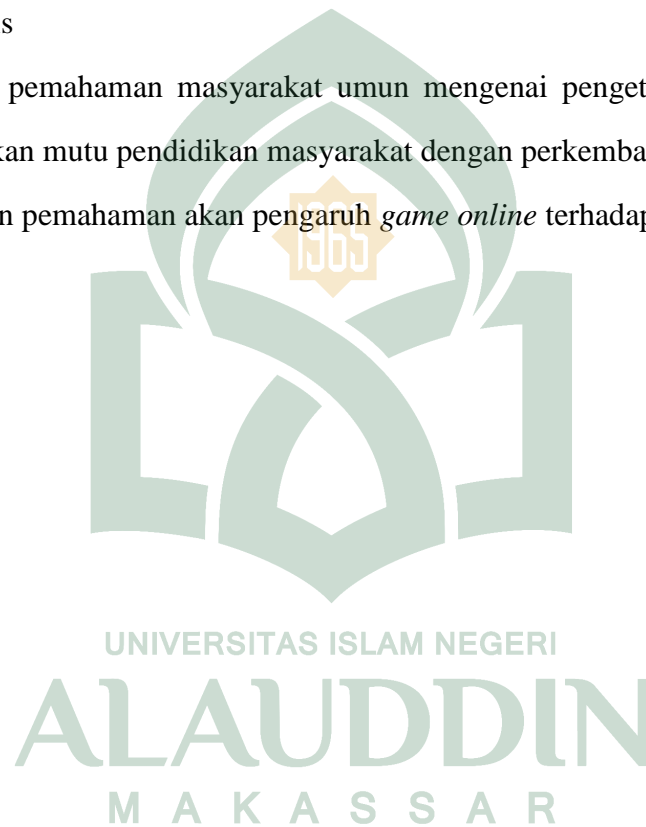 s
pemahaman masyarakat umun mengenai penget
kan mutu pendidikan masyarakat dengan perkemba
n pemahaman akan pengaruh game online terhadap
1965
UNIVERSITAS ISLAM NEGERI
ALAUDDIN
MAKASSAR